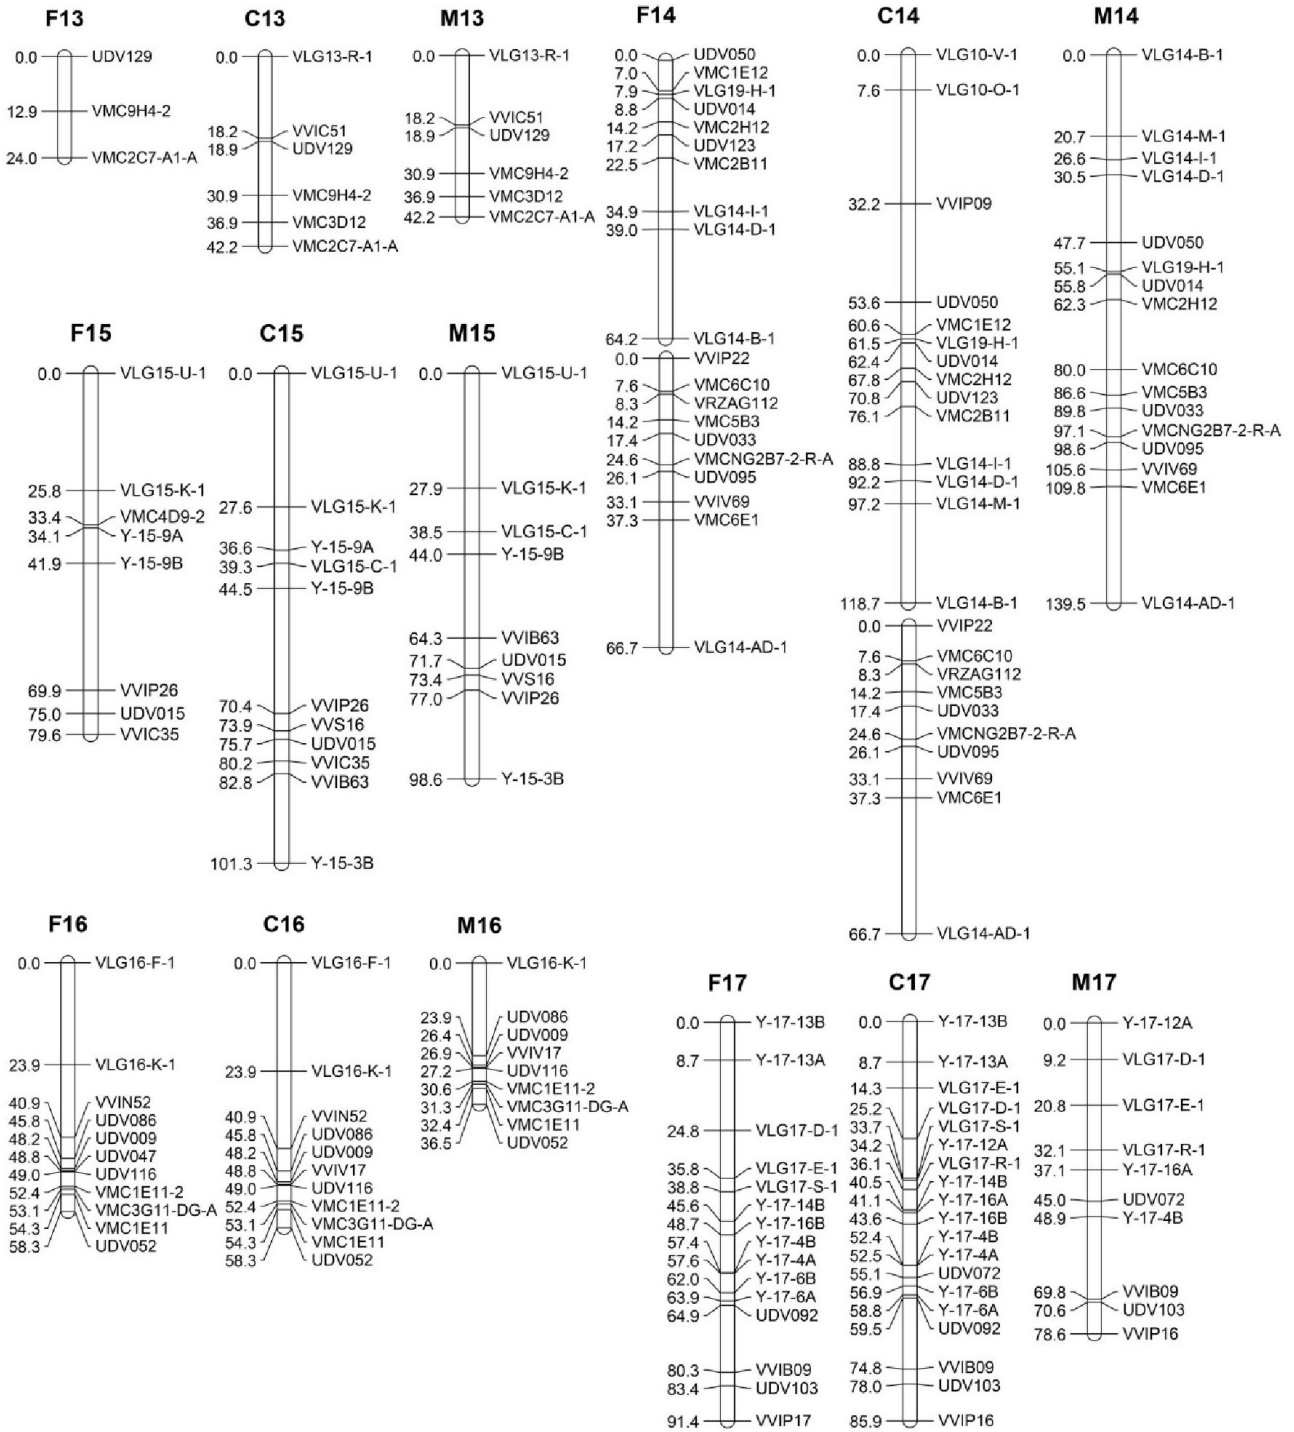 F13
0.0 UDV129
12.9 VMC9H4-2
24.0 VMC2C7-A1-A
C13
0.0 VLG13-R-1
18.2 VVIC51
18.9 UDV129
30.9 VMC9H4-2
36.9 VMC3D12
42.2 VMC2C7-A1-A
M13
0.0 VLG13-R-1
18.2 VVIC51
18.9 UDV129
30.9 VMC9H4-2
36.9 VMC3D12
42.2 VMC2C7-A1-A
F14
0.0 UDV050
7.0 VMC1E12
7.9 VLG19-H-1
8.8 UDV014
14.2 VMC2H12
17.2 UDV123
22.5 VMC2B11
34.9 VLG14-I-1
39.0 VLG14-D-1
64.2 VLG14-B-1
0.0 VVIP22
7.6 VMC6C10
8.3 VRZAG112
14.2 VMC5B3
17.4 UDV033
24.6 VMCNG2B7-2-R-A
26.1 UDV095
33.1 VVIV69
37.3 VMC6E1
66.7 VLG14-AD-1
C14
0.0 VLG10-V-1
7.6 VLG10-O-1
32.2 VVIP09
53.6 UDV050
60.6 VMC1E12
61.5 VLG19-H-1
62.4 UDV014
67.8 VMC2H12
70.8 UDV123
76.1 VMC2B11
88.8 VLG14-I-1
92.2 VLG14-D-1
97.2 VLG14-M-1
118.7 VLG14-B-1
0.0 VVIP22
7.6 VMC6C10
8.3 VRZAG112
14.2 VMC5B3
17.4 UDV033
24.6 VMCNG2B7-2-R-A
26.1 UDV095
33.1 VVIV69
37.3 VMC6E1
66.7 VLG14-AD-1
M14
0.0 VLG14-B-1
20.7 VLG14-M-1
26.6 VLG14-I-1
30.5 VLG14-D-1
47.7 UDV050
55.1 VLG19-H-1
55.8 UDV014
62.3 VMC2H12
80.0 VMC6C10
86.6 VMC5B3
89.8 UDV033
97.1 VMCNG2B7-2-R-A
98.6 UDV095
105.6 VVIV69
109.8 VMC6E1
139.5 VLG14-AD-1
F15
0.0 VLG15-U-1
25.8 VLG15-K-1
33.4 VMC4D9-2
34.1 Y-15-9A
41.9 Y-15-9B
69.9 VVIP26
75.0 UDV015
79.6 VVIC35
C15
0.0 VLG15-U-1
27.6 VLG15-K-1
36.6 Y-15-9A
39.3 VLG15-C-1
44.5 Y-15-9B
70.4 VVIP26
73.9 VVS16
75.7 UDV015
80.2 VVIC35
82.8 VVIB63
101.3 Y-15-3B
M15
0.0 VLG15-U-1
27.9 VLG15-K-1
38.5 VLG15-C-1
44.0 Y-15-9B
64.3 VVIB63
71.7 UDV015
73.4 VVS16
77.0 VVIP26
98.6 Y-15-3B
F16
0.0 VLG16-F-1
23.9 VLG16-K-1
40.9 VVIN52
45.8 UDV086
48.2 UDV009
48.8 UDV047
49.0 UDV116
52.4 VMC1E11-2
53.1 VMC3G11-DG-A
54.3 VMC1E11
58.3 UDV052
C16
0.0 VLG16-F-1
23.9 VLG16-K-1
40.9 VVIN52
45.8 UDV086
48.2 UDV009
48.8 VVIV17
49.0 UDV116
52.4 VMC1E11-2
53.1 VMC3G11-DG-A
54.3 VMC1E11
58.3 UDV052
M16
0.0 VLG16-K-1
23.9 UDV086
26.4 UDV009
26.9 VVIV17
27.2 UDV116
30.6 VMC1E11-2
31.3 VMC3G11-DG-A
32.4 VMC1E11
36.5 UDV052
F17
0.0 Y-17-13B
8.7 Y-17-13A
24.8 VLG17-D-1
35.8 VLG17-E-1
38.8 VLG17-S-1
45.6 Y-17-14B
48.7 Y-17-16B
57.4 Y-17-4B
57.6 Y-17-4A
62.0 Y-17-6B
63.9 Y-17-6A
64.9 UDV092
80.3 VVIB09
83.4 UDV103
91.4 VVIP17
C17
0.0 Y-17-13B
8.7 Y-17-13A
14.3 VLG17-E-1
25.2 VLG17-D-1
33.7 VLG17-S-1
34.2 Y-17-12A
36.1 VLG17-R-1
40.5 Y-17-14B
41.1 Y-17-16A
43.6 Y-17-16B
52.4 Y-17-4B
52.5 Y-17-4A
55.1 UDV072
56.9 Y-17-6B
58.8 Y-17-6A
59.5 UDV092
74.8 VVIB09
78.0 UDV103
85.9 VVIP16
M17
0.0 Y-17-12A
9.2 VLG17-D-1
20.8 VLG17-E-1
32.1 VLG17-R-1
37.1 Y-17-16A
45.0 UDV072
48.9 Y-17-4B
69.8 VVIB09
70.6 UDV103
78.6 VVIP16